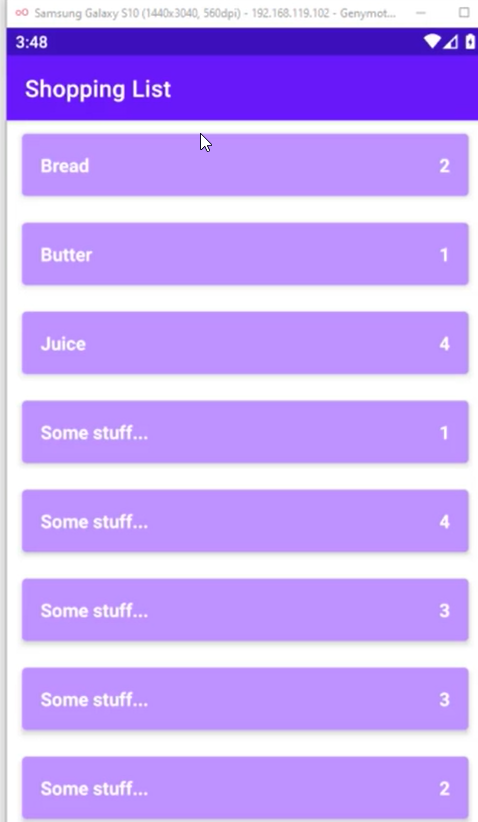 Samsung Galaxy S10 (1440x3040, 560dpi) - 192.168.119.102 - Genymot...
3:48
Shopping List
Bread 2
Butter 1
Juice 4
Some stuff... 1
Some stuff... 4
Some stuff... 3
Some stuff... 3
Some stuff... 2